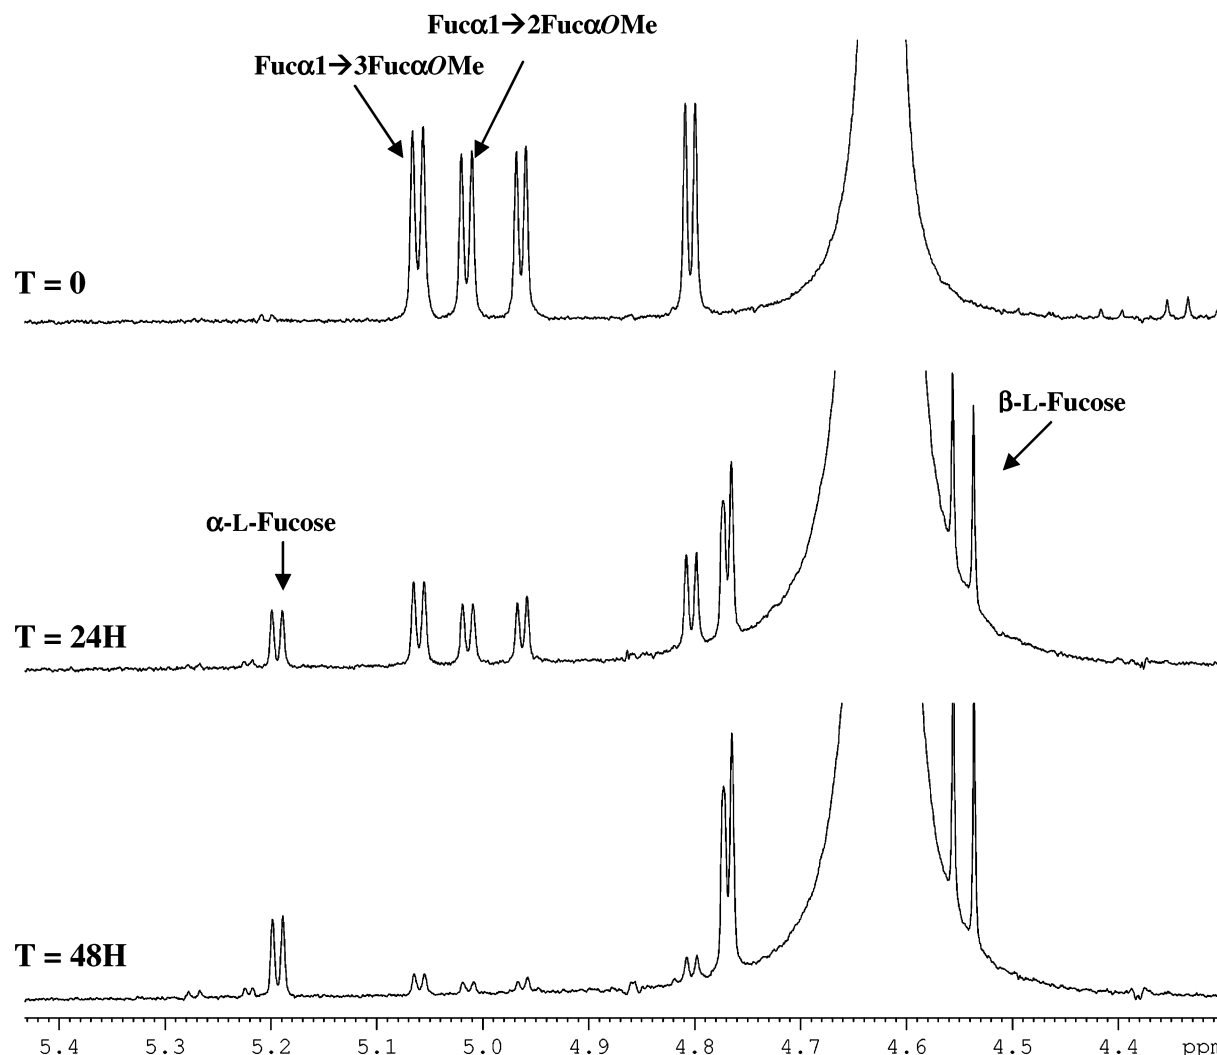 Fucα1→2FucαOMe
Fucα1→3FucαOMe
T = 0
β-L-Fucose
α-L-Fucose
T = 24H
T = 48H
5.4 5.3 5.2 5.1 5.0 4.9 4.8 4.7 4.6 4.5 4.4 ppm